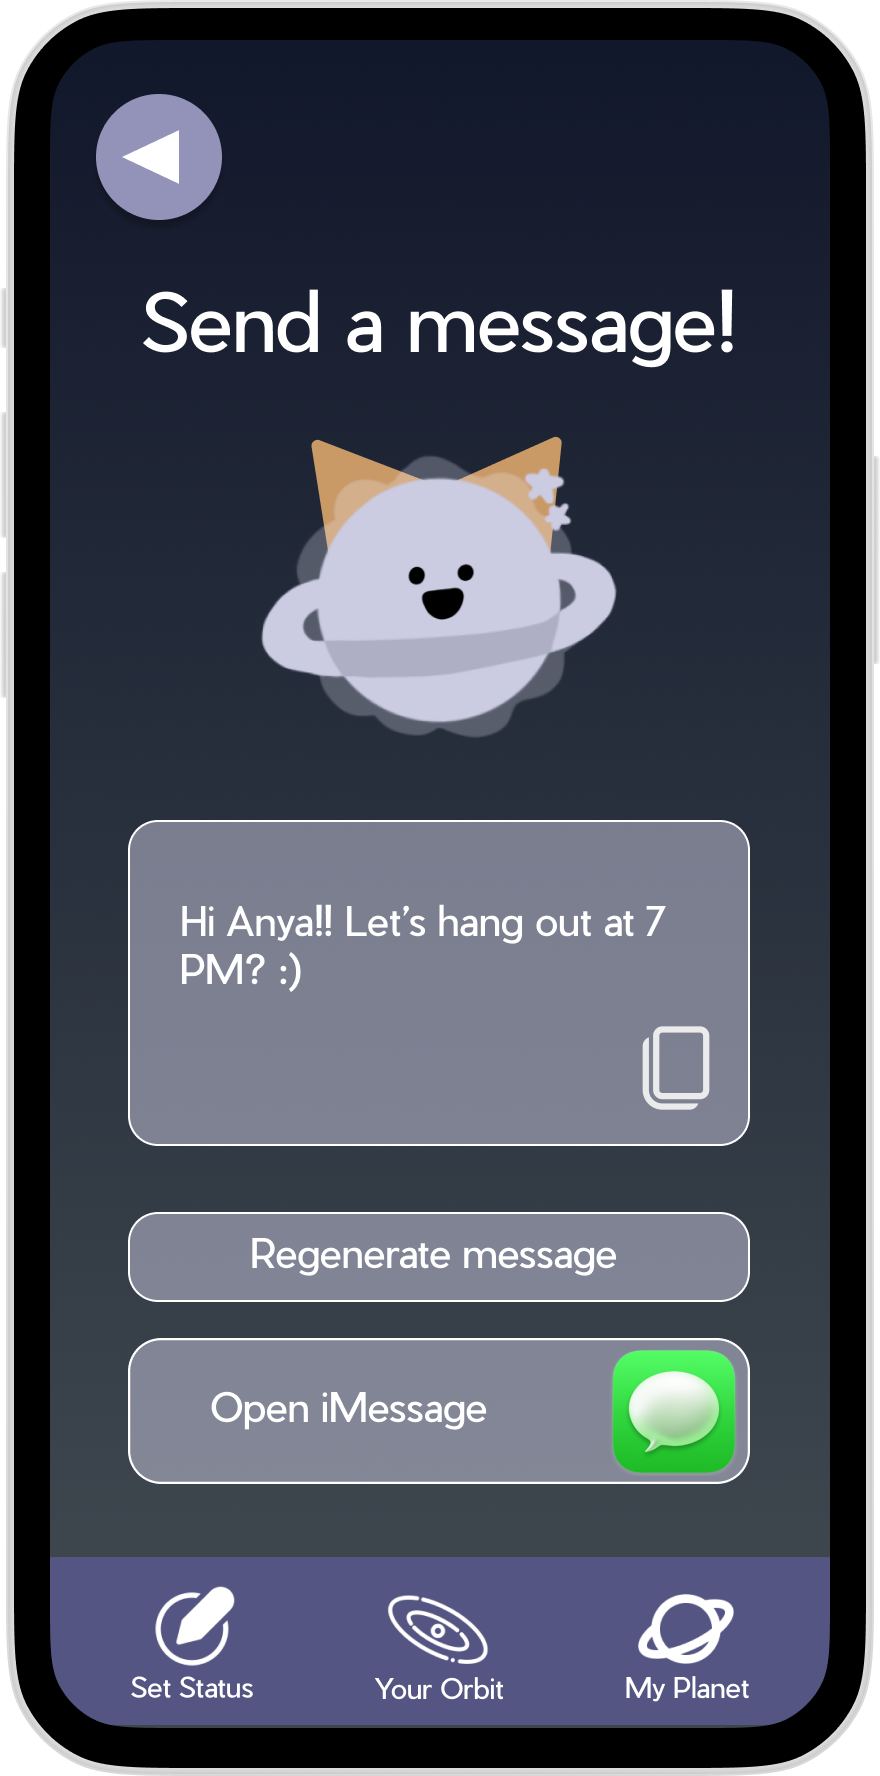 Send a message!
Hi Anya!! Let’s hang out at 7
PM? :)
Regenerate message
Open iMessage
Set Status
Your Orbit
My Planet